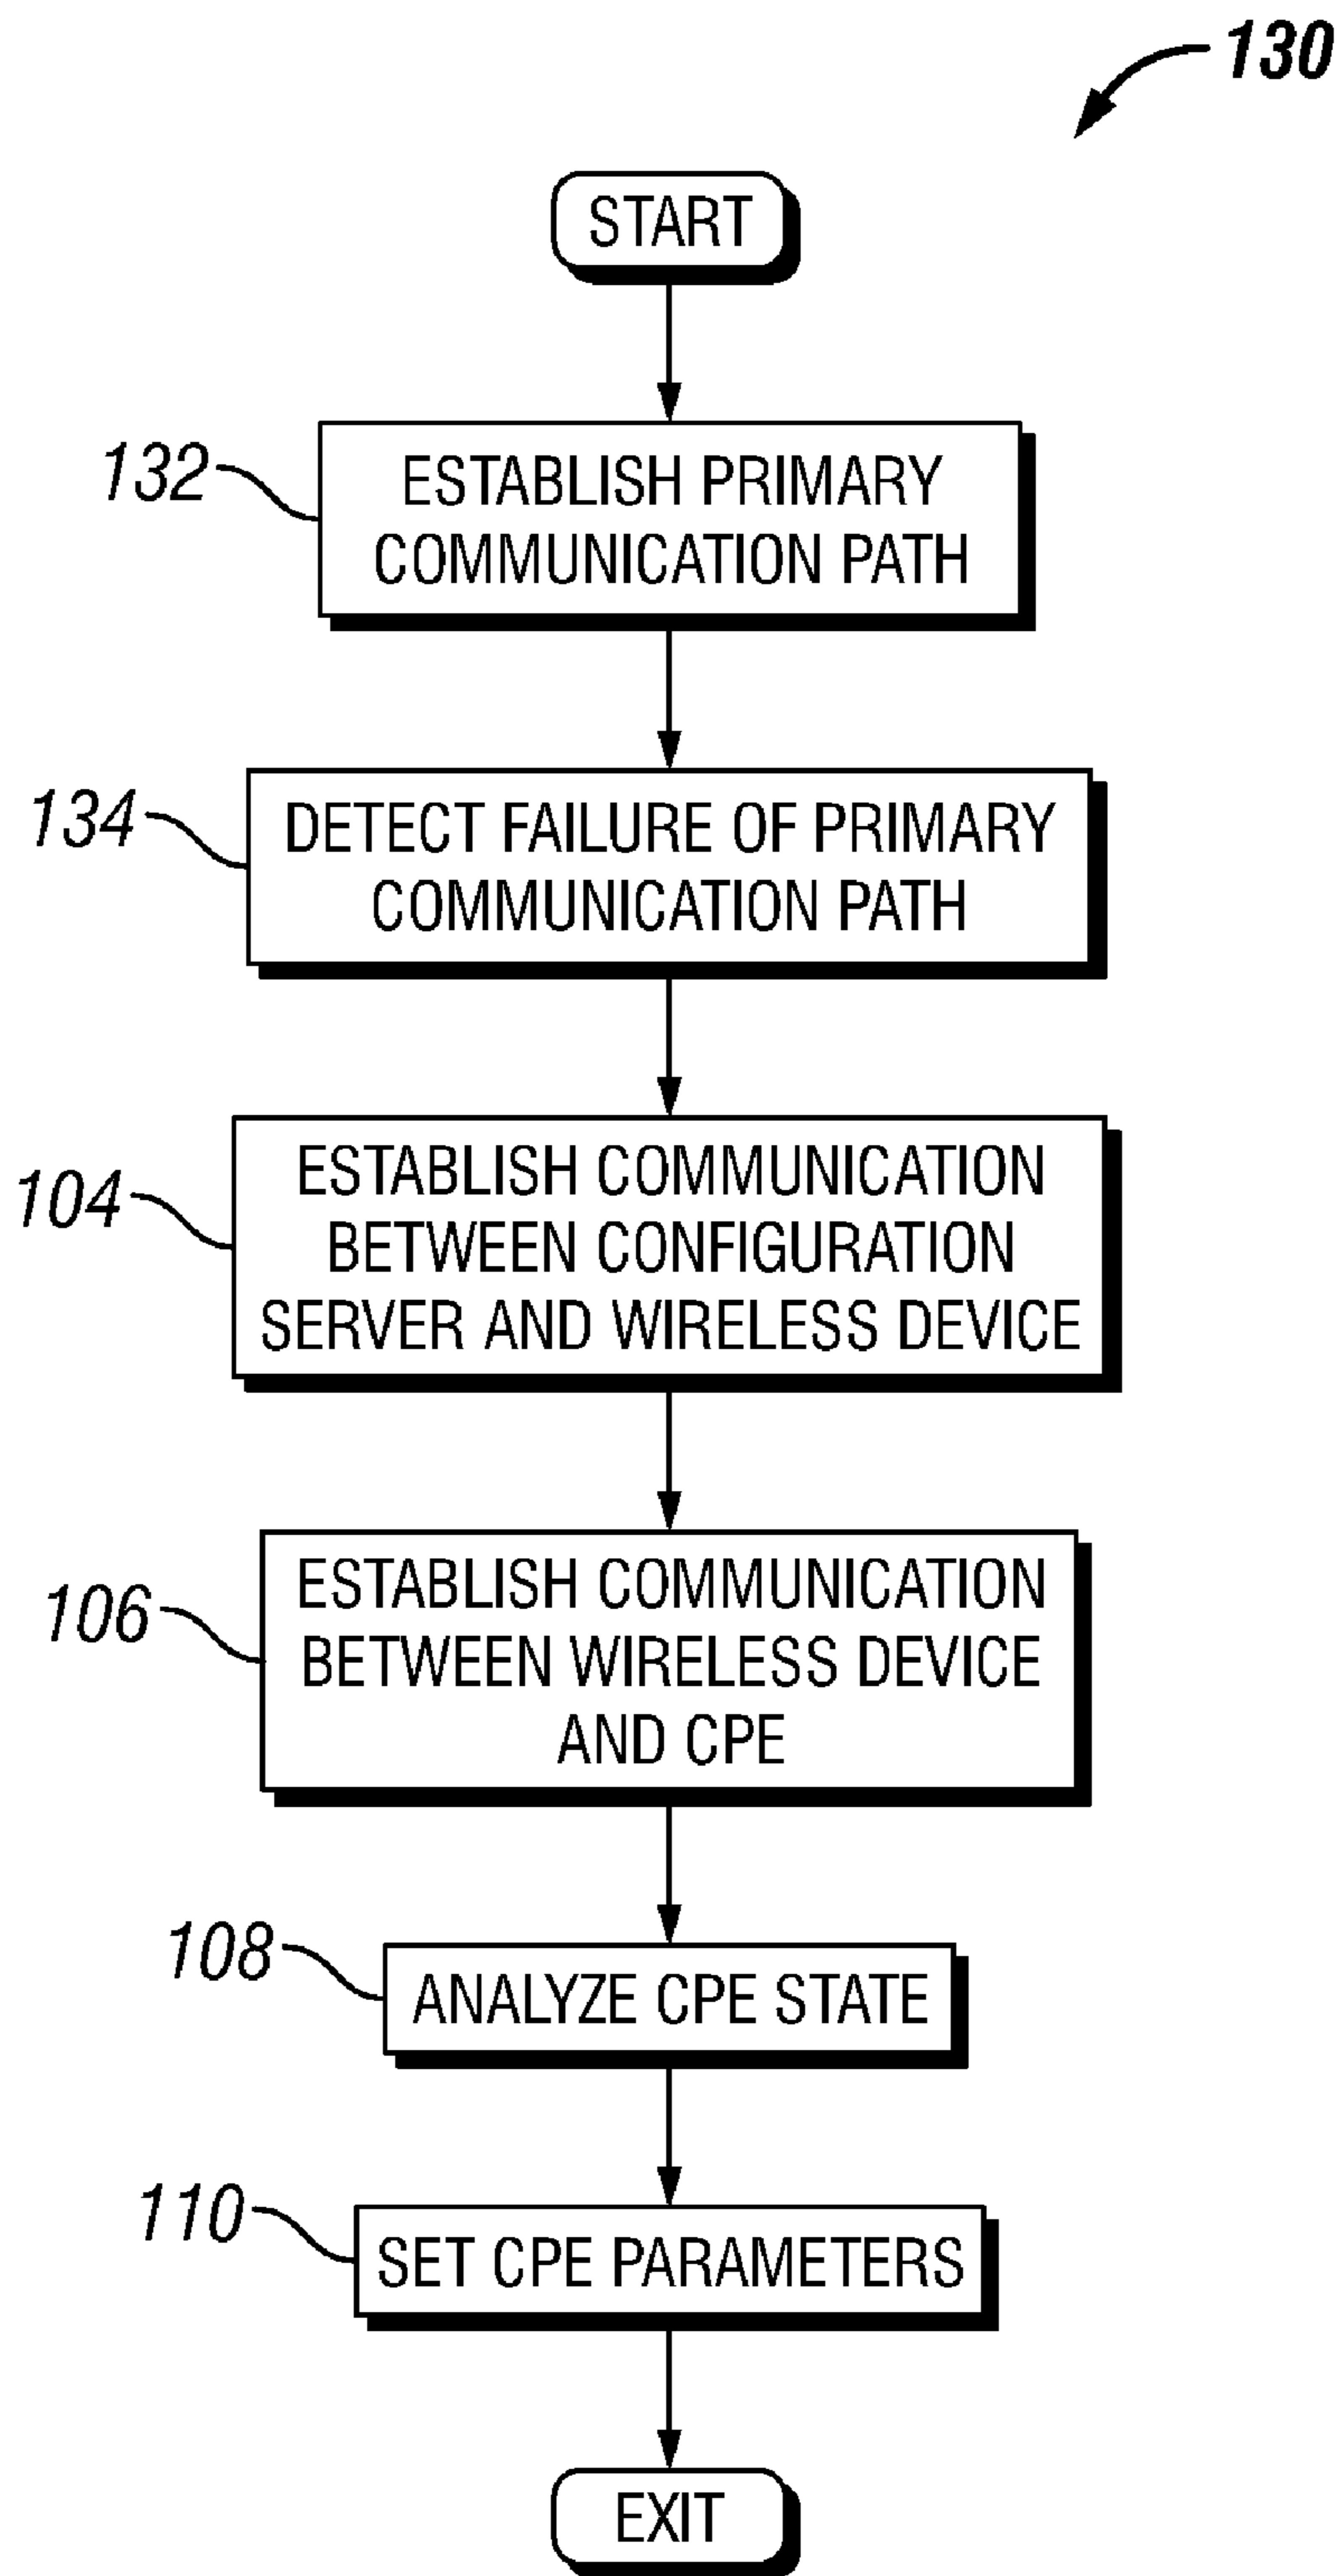 130
START
132
ESTABLISH PRIMARY
COMMUNICATION PATH
134
DETECT FAILURE OF PRIMARY
COMMUNICATION PATH
104
ESTABLISH COMMUNICATION
BETWEEN CONFIGURATION
SERVER AND WIRELESS DEVICE
106
ESTABLISH COMMUNICATION
BETWEEN WIRELESS DEVICE
AND CPE
108
ANALYZE CPE STATE
110
SET CPE PARAMETERS
EXIT